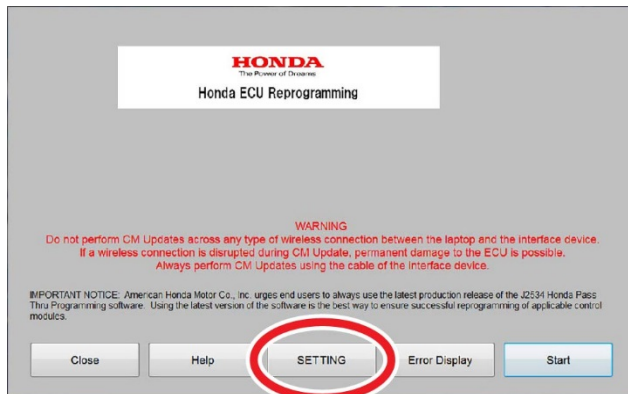 HONDA
The Power of Dreams
Honda ECU Reprogramming
WARNING
Do not perform CM Updates across any type of wireless connection between the laptop and the interface device.
If a wireless connection is disrupted during CM Update, permanent damage to the ECU is possible.
Always perform CM Updates using the cable of the interface device.
IMPORTANT NOTICE: American Honda Motor Co., Inc. urges end users to always use the latest production release of the J2534 Honda Pass
Thru Programming software. Using the latest version of the software is the best way to ensure successful reprogramming of applicable control
modules.
Close Help SETTING Error Display Start